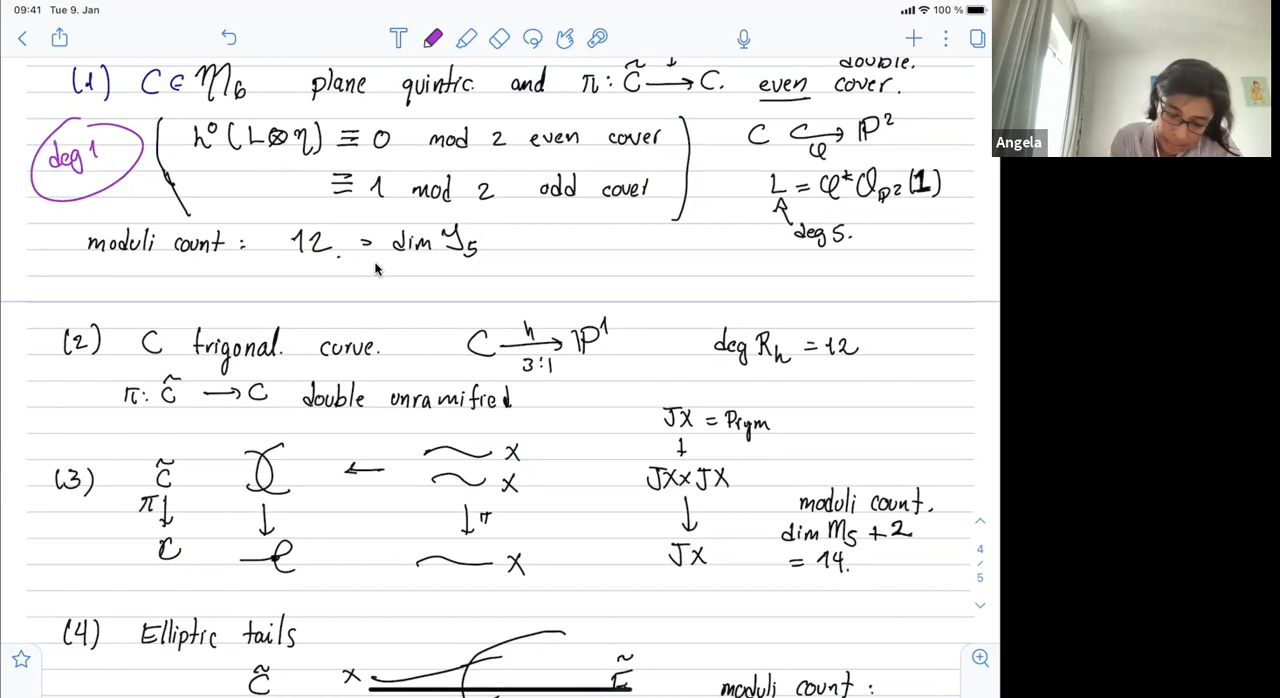 09:41 Tue 9. Jan
100 %
(1) C ∈ M₆ plane quintic and π: C̃ → C. even double cover.
deg 1
h⁰(L⊗η) ≡ 0 mod 2 even cover
≡ 1 mod 2 odd cover
C ↪ P²
φ
L = φ* O_P²(1)
deg 5.
moduli count : 12. = dim J₅
(2) C trigonal curve. C → P¹ deg R_h = 12
h
3:1
π: C̃ → C double unramified
JX = Prym
↓
(3) C̃ ← X
X
JX x JX
π↓ ↓ ↓π ↓
C X JX
moduli count.
dim M₅ + 2
= 14.
4
/
5
(4) Elliptic tails
C̃ X Ẽ
moduli count :
Angela